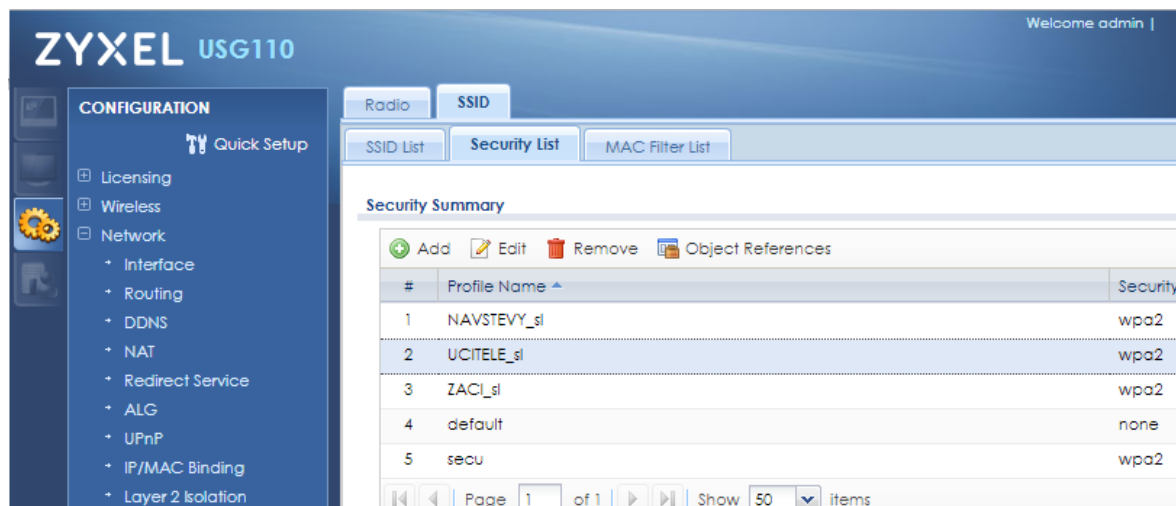 Welcome admin |
ZYXEL USG110
CONFIGURATION
Quick Setup
Licensing
Wireless
Network
Interface
Routing
DDNS
NAT
Redirect Service
ALG
UPnP
IP/MAC Binding
Layer 2 Isolation
Radio SSID
SSID List Security List MAC Filter List
Security Summary
Add Edit Remove Object References
# Profile Name Security
1 NAVSTEVY_sl wpa2
2 UCITELE_sl wpa2
3 ZACI_sl wpa2
4 default none
5 secu wpa2
Page 1 of 1 Show 50 items